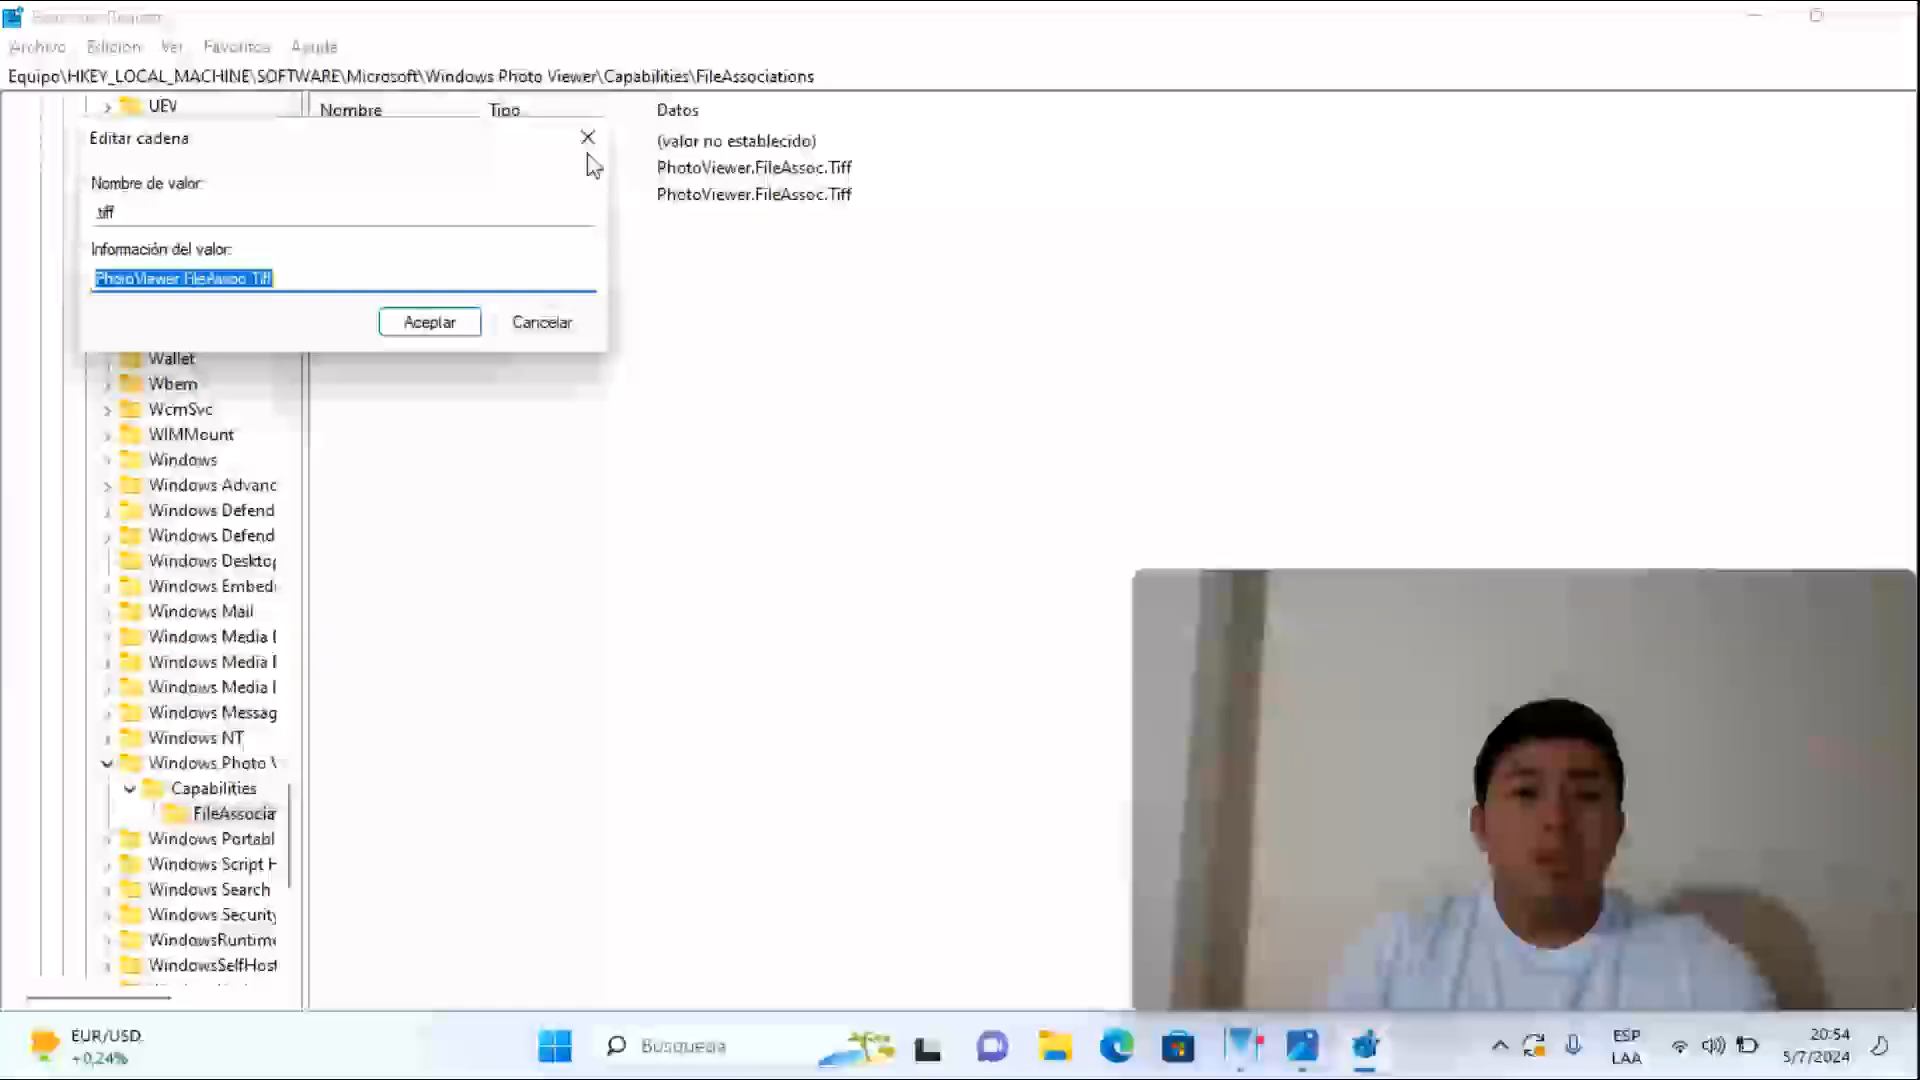 Archivo Edicion Ver Favoritos Ayuda
Equipo\HKEY_LOCAL_MACHINE\SOFTWARE\Microsoft\Windows Photo Viewer\Capabilities\FileAssociations
UEV
Nombre Tipo Datos
Editar cadena
(valor no establecido)
PhotoViewer.FileAssoc.Tiff
PhotoViewer.FileAssoc.Tiff
Nombre de valor:
.tiff
Información del valor:
PhotoViewer.FileAssoc.Tiff
Aceptar Cancelar
Wallet
Wbem
WcmSvc
WIMMount
Windows
Windows Advanc
Windows Defend
Windows Defend
Windows Desktop
Windows Embedi
Windows Mail
Windows Media
Windows Media
Windows Media
Windows Messag
Windows NT
Windows Photo V
Capabilities
FileAssociar
Windows Portabl
Windows Script H
Windows Search
Windows Security
WindowsRuntime
WindowsSelfHost
EUR/USD
+0,24%
Búsqueda
ESP
LAA
20:54
5/7/2024